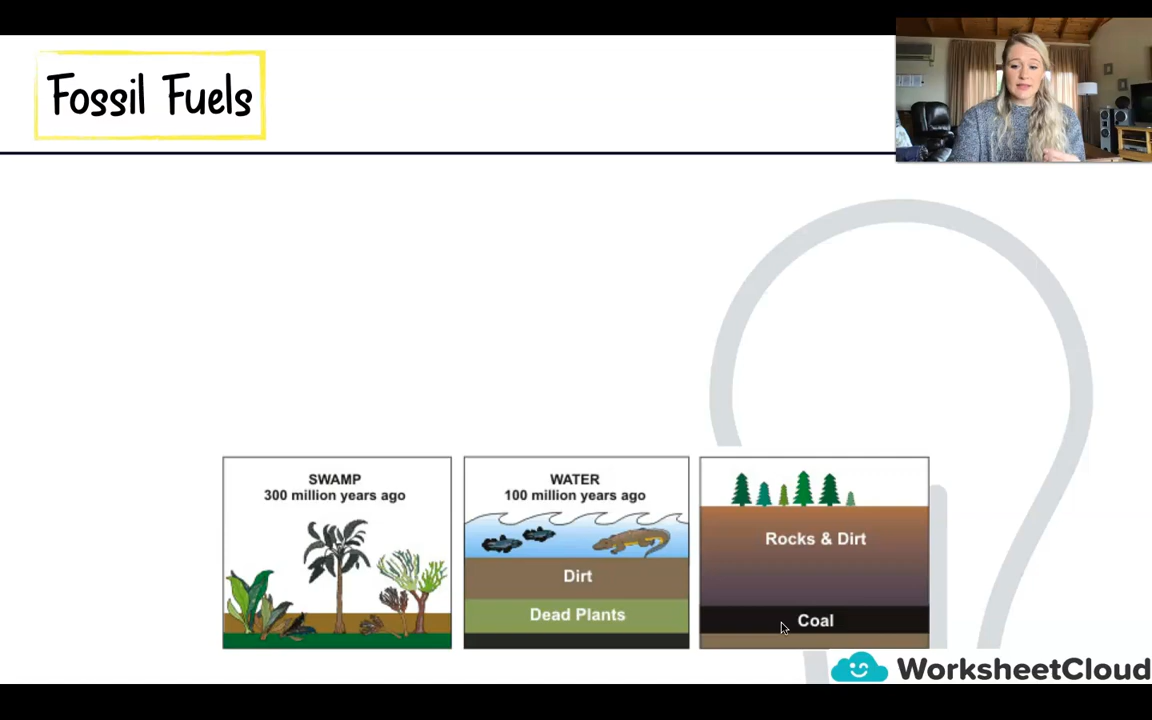 Fossil Fuels
SWAMP
300 million years ago
WATER
100 million years ago
Dirt
Dead Plants
Rocks & Dirt
Coal
WorksheetCloud